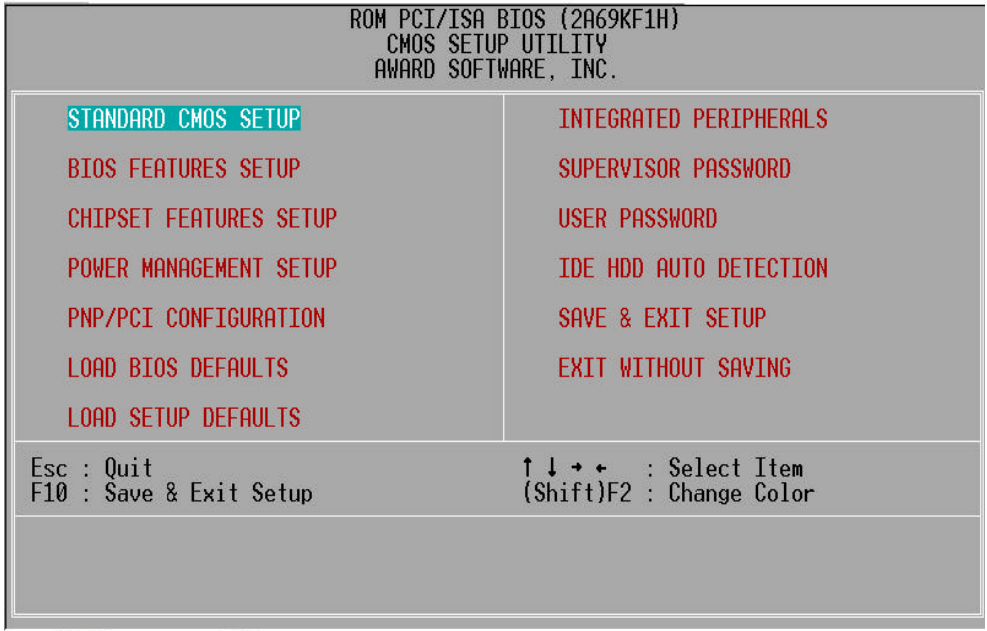 ROM PCI/ISA BIOS (2A69KF1H)
CMOS SETUP UTILITY
AWARD SOFTWARE, INC.
STANDARD CMOS SETUP
BIOS FEATURES SETUP
CHIPSET FEATURES SETUP
POWER MANAGEMENT SETUP
PNP/PCI CONFIGURATION
LOAD BIOS DEFAULTS
LOAD SETUP DEFAULTS
INTEGRATED PERIPHERALS
SUPERVISOR PASSWORD
USER PASSWORD
IDE HDD AUTO DETECTION
SAVE & EXIT SETUP
EXIT WITHOUT SAVING
Esc : Quit
F10 : Save & Exit Setup
↑ ↓ → ← : Select Item
(Shift)F2 : Change Color